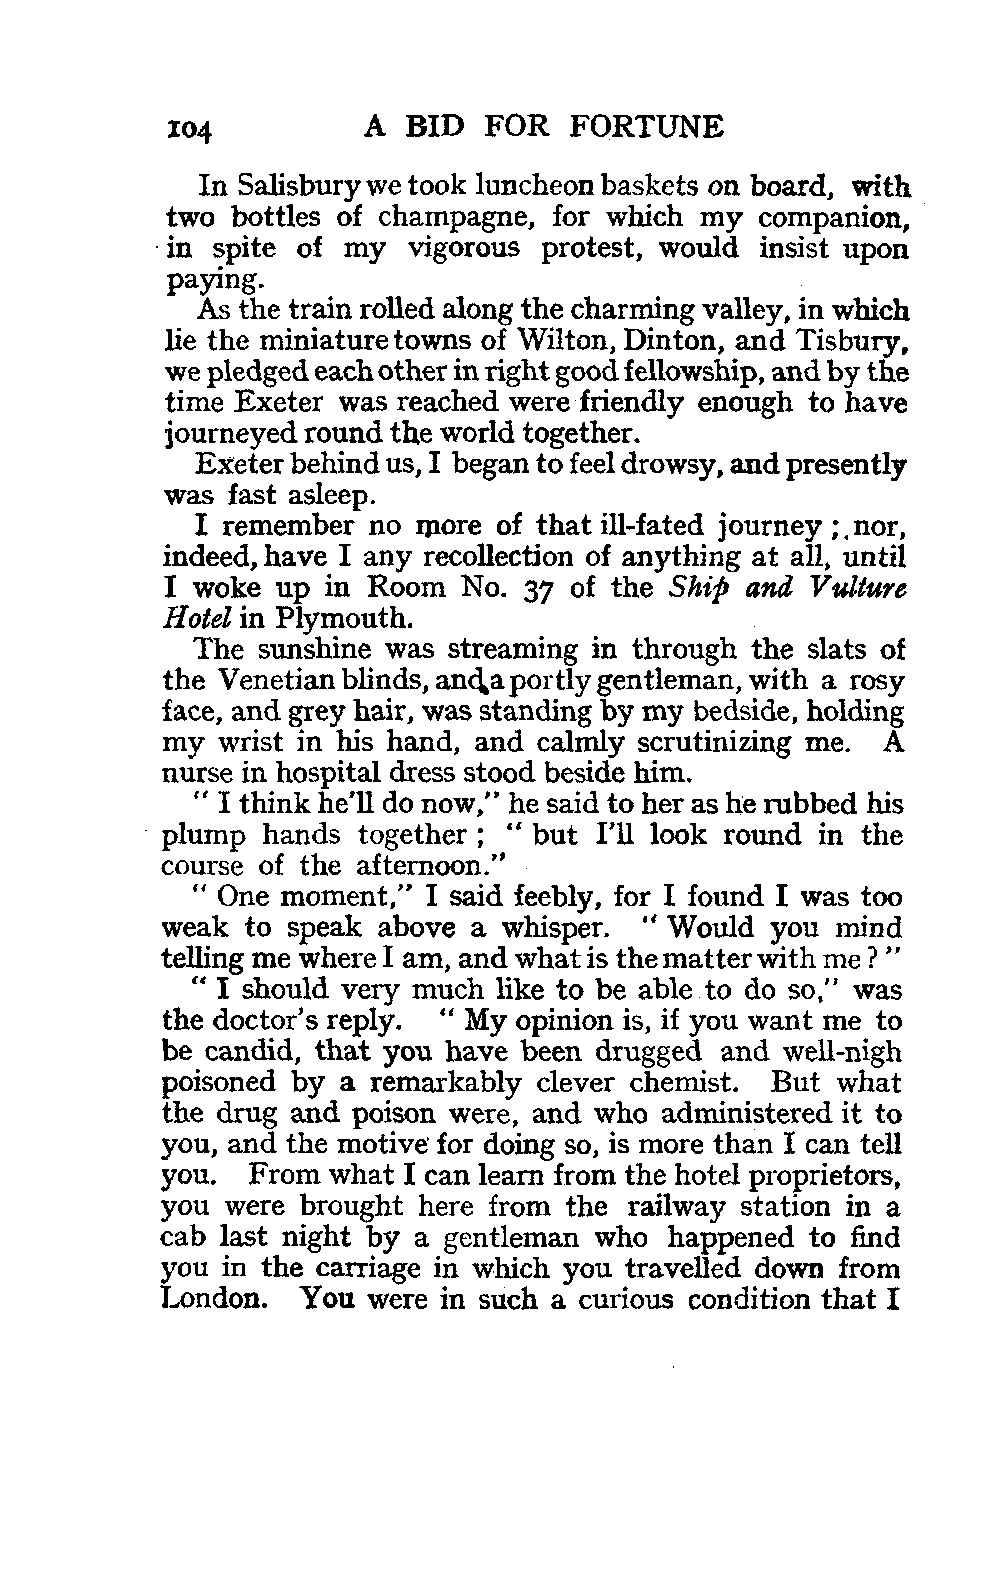 104 A BID FOR FORTUNE
In Salisbury we took luncheon baskets on board, with
two bottles of champagne, for which my companion,
in spite of my vigorous protest, would insist upon
paying.
As the train rolled along the charming valley, in which
lie the miniature towns of Wilton, Dinton, and Tisbury,
we pledged each other in right good fellowship, and by the
time Exeter was reached were friendly enough to have
journeyed round the world together.
Exeter behind us, I began to feel drowsy, and presently
was fast asleep.
I remember no more of that ill-fated journey ; nor,
indeed, have I any recollection of anything at all, until
I woke up in Room No. 37 of the Ship and Vulture
Hotel in Plymouth.
The sunshine was streaming in through the slats of
the Venetian blinds, and a portly gentleman, with a rosy
face, and grey hair, was standing by my bedside, holding
my wrist in his hand, and calmly scrutinizing me. A
nurse in hospital dress stood beside him.
" I think he'll do now," he said to her as he rubbed his
plump hands together ; " but I'll look round in the
course of the afternoon."
" One moment," I said feebly, for I found I was too
weak to speak above a whisper. " Would you mind
telling me where I am, and what is the matter with me ? "
" I should very much like to be able to do so," was
the doctor's reply. " My opinion is, if you want me to
be candid, that you have been drugged and well-nigh
poisoned by a remarkably clever chemist. But what
the drug and poison were, and who administered it to
you, and the motive for doing so, is more than I can tell
you. From what I can learn from the hotel proprietors,
you were brought here from the railway station in a
cab last night by a gentleman who happened to find
you in the carriage in which you travelled down from
London. You were in such a curious condition that I